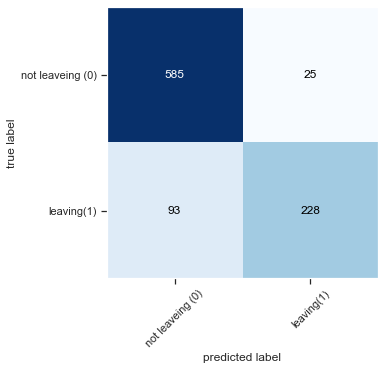 not leaveing (0)
585
25
true label
leaving(1)
93
228
not leaveing (0)
leaving(1)
predicted label